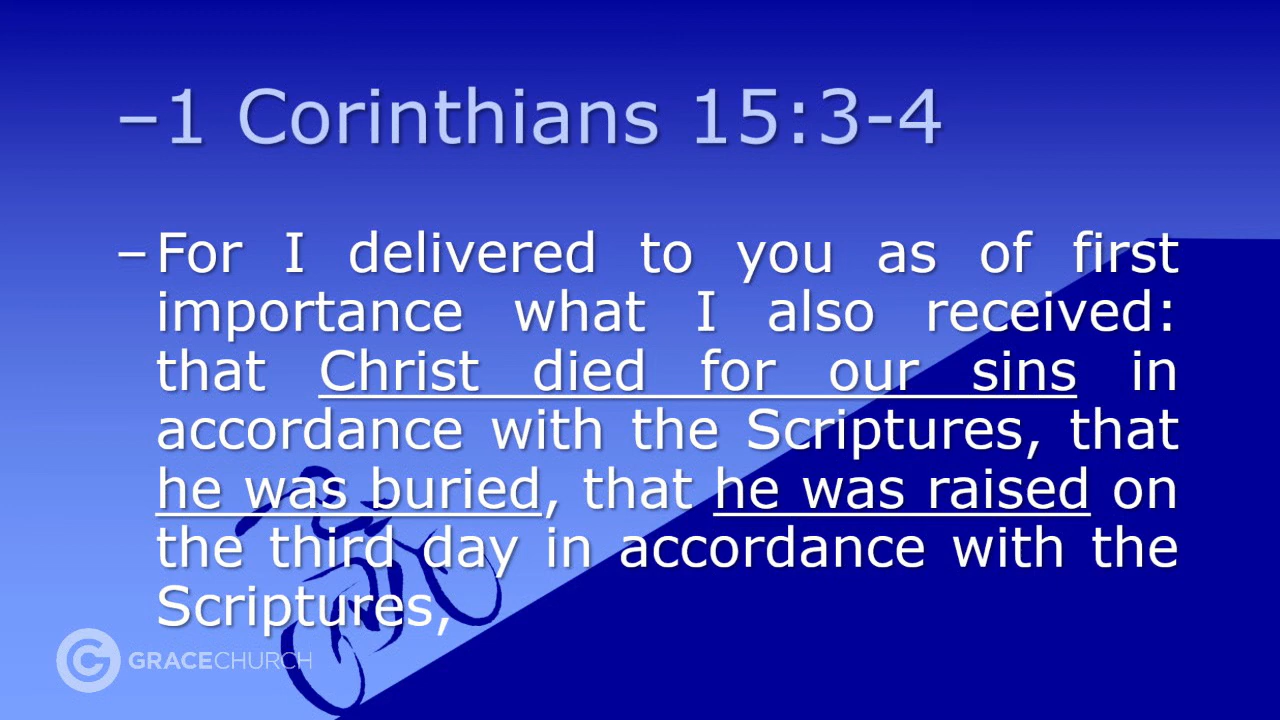 –1 Corinthians 15:3-4
–For I delivered to you as of first
importance what I also received:
that Christ died for our sins in
accordance with the Scriptures, that
he was buried, that he was raised on
the third day in accordance with the
Scriptures,
GRACECHURCH